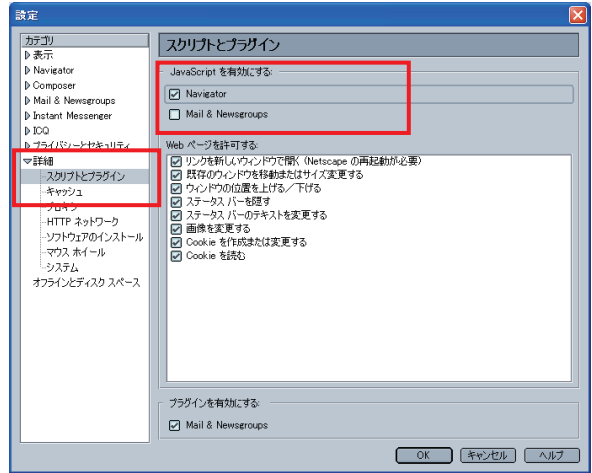 設定
カテゴリ
表示
Navigator
Composer
Mail & Newsgroups
Instant Messenger
ICQ
プライバシーとセキュリティ
詳細
スクリプトとプラグイン
キャッシュ
プロキシ
HTTP ネットワーク
ソフトウェアのインストール
マウス ホイール
システム
オフラインとディスク スペース
スクリプトとプラグイン
JavaScript を有効にする:
Navigator
Mail & Newsgroups
Web ページを許可する:
リンクを新しいウィンドウで開く (Netscape の再起動が必要)
既存のウィンドウを移動またはサイズ変更する
ウィンドウの位置を上げる/下げる
ステータス バーを隠す
ステータス バーのテキストを変更する
画像を変更する
Cookie を作成または変更する
Cookie を読む
プラグインを有効にする:
Mail & Newsgroups
OK
キャンセル
ヘルプ